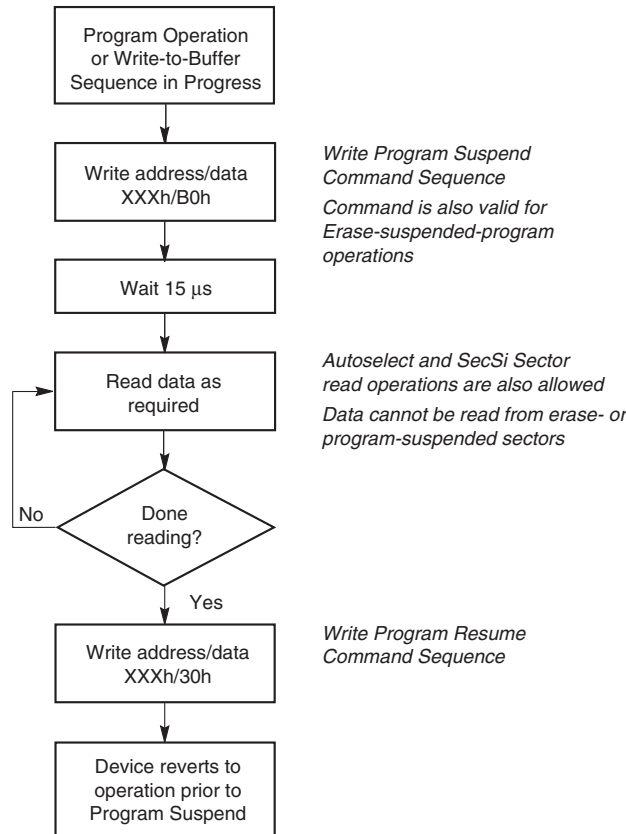 Program Operation
or Write-to-Buffer
Sequence in Progress
Write address/data
XXXh/B0h
Write Program Suspend
Command Sequence
Command is also valid for
Erase-suspended-program
operations
Wait 15 μs
Read data as
required
Autoselect and SecSi Sector
read operations are also allowed
Data cannot be read from erase- or
program-suspended sectors
No
Done
reading?
Yes
Write address/data
XXXh/30h
Write Program Resume
Command Sequence
Device reverts to
operation prior to
Program Suspend